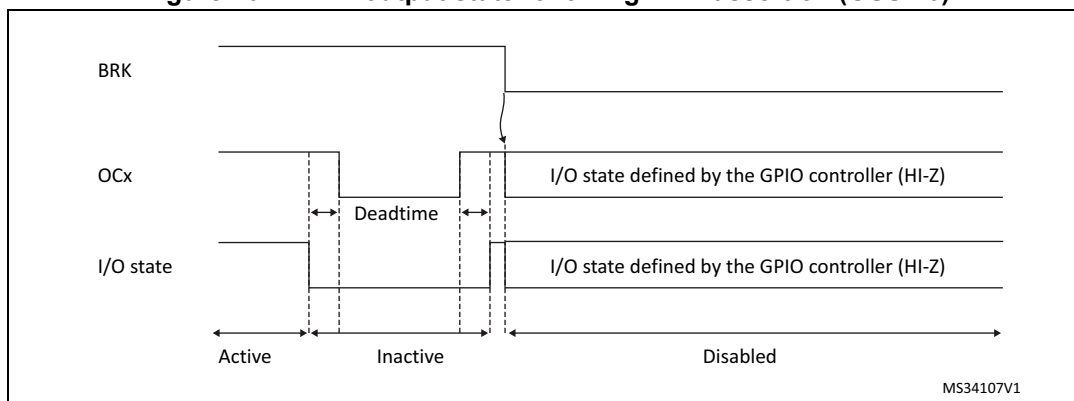 BRK
OCx
I/O state defined by the GPIO controller (HI-Z)
Deadtime
I/O state
I/O state defined by the GPIO controller (HI-Z)
Active
Inactive
Disabled
MS34107V1